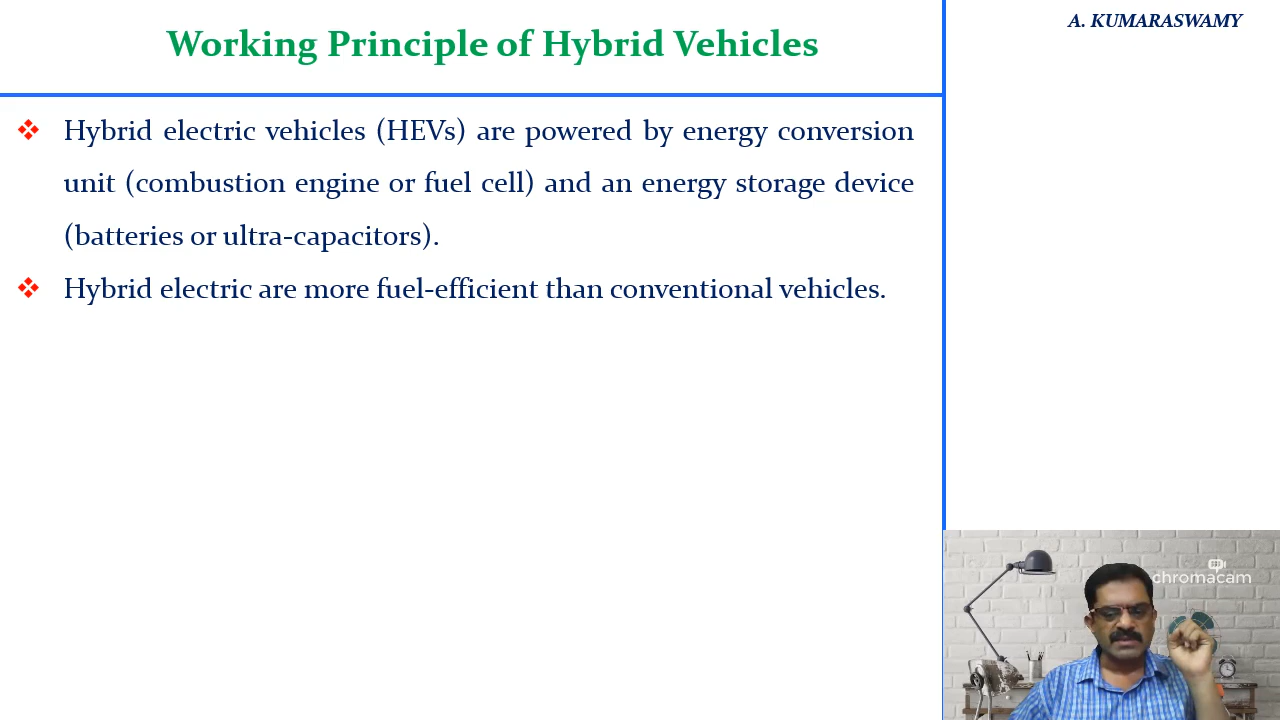 Working Principle of Hybrid Vehicles
A. KUMARASWAMY
Hybrid electric vehicles (HEVs) are powered by energy conversion
unit (combustion engine or fuel cell) and an energy storage device
(batteries or ultra-capacitors).
Hybrid electric are more fuel-efficient than conventional vehicles.
chromacam